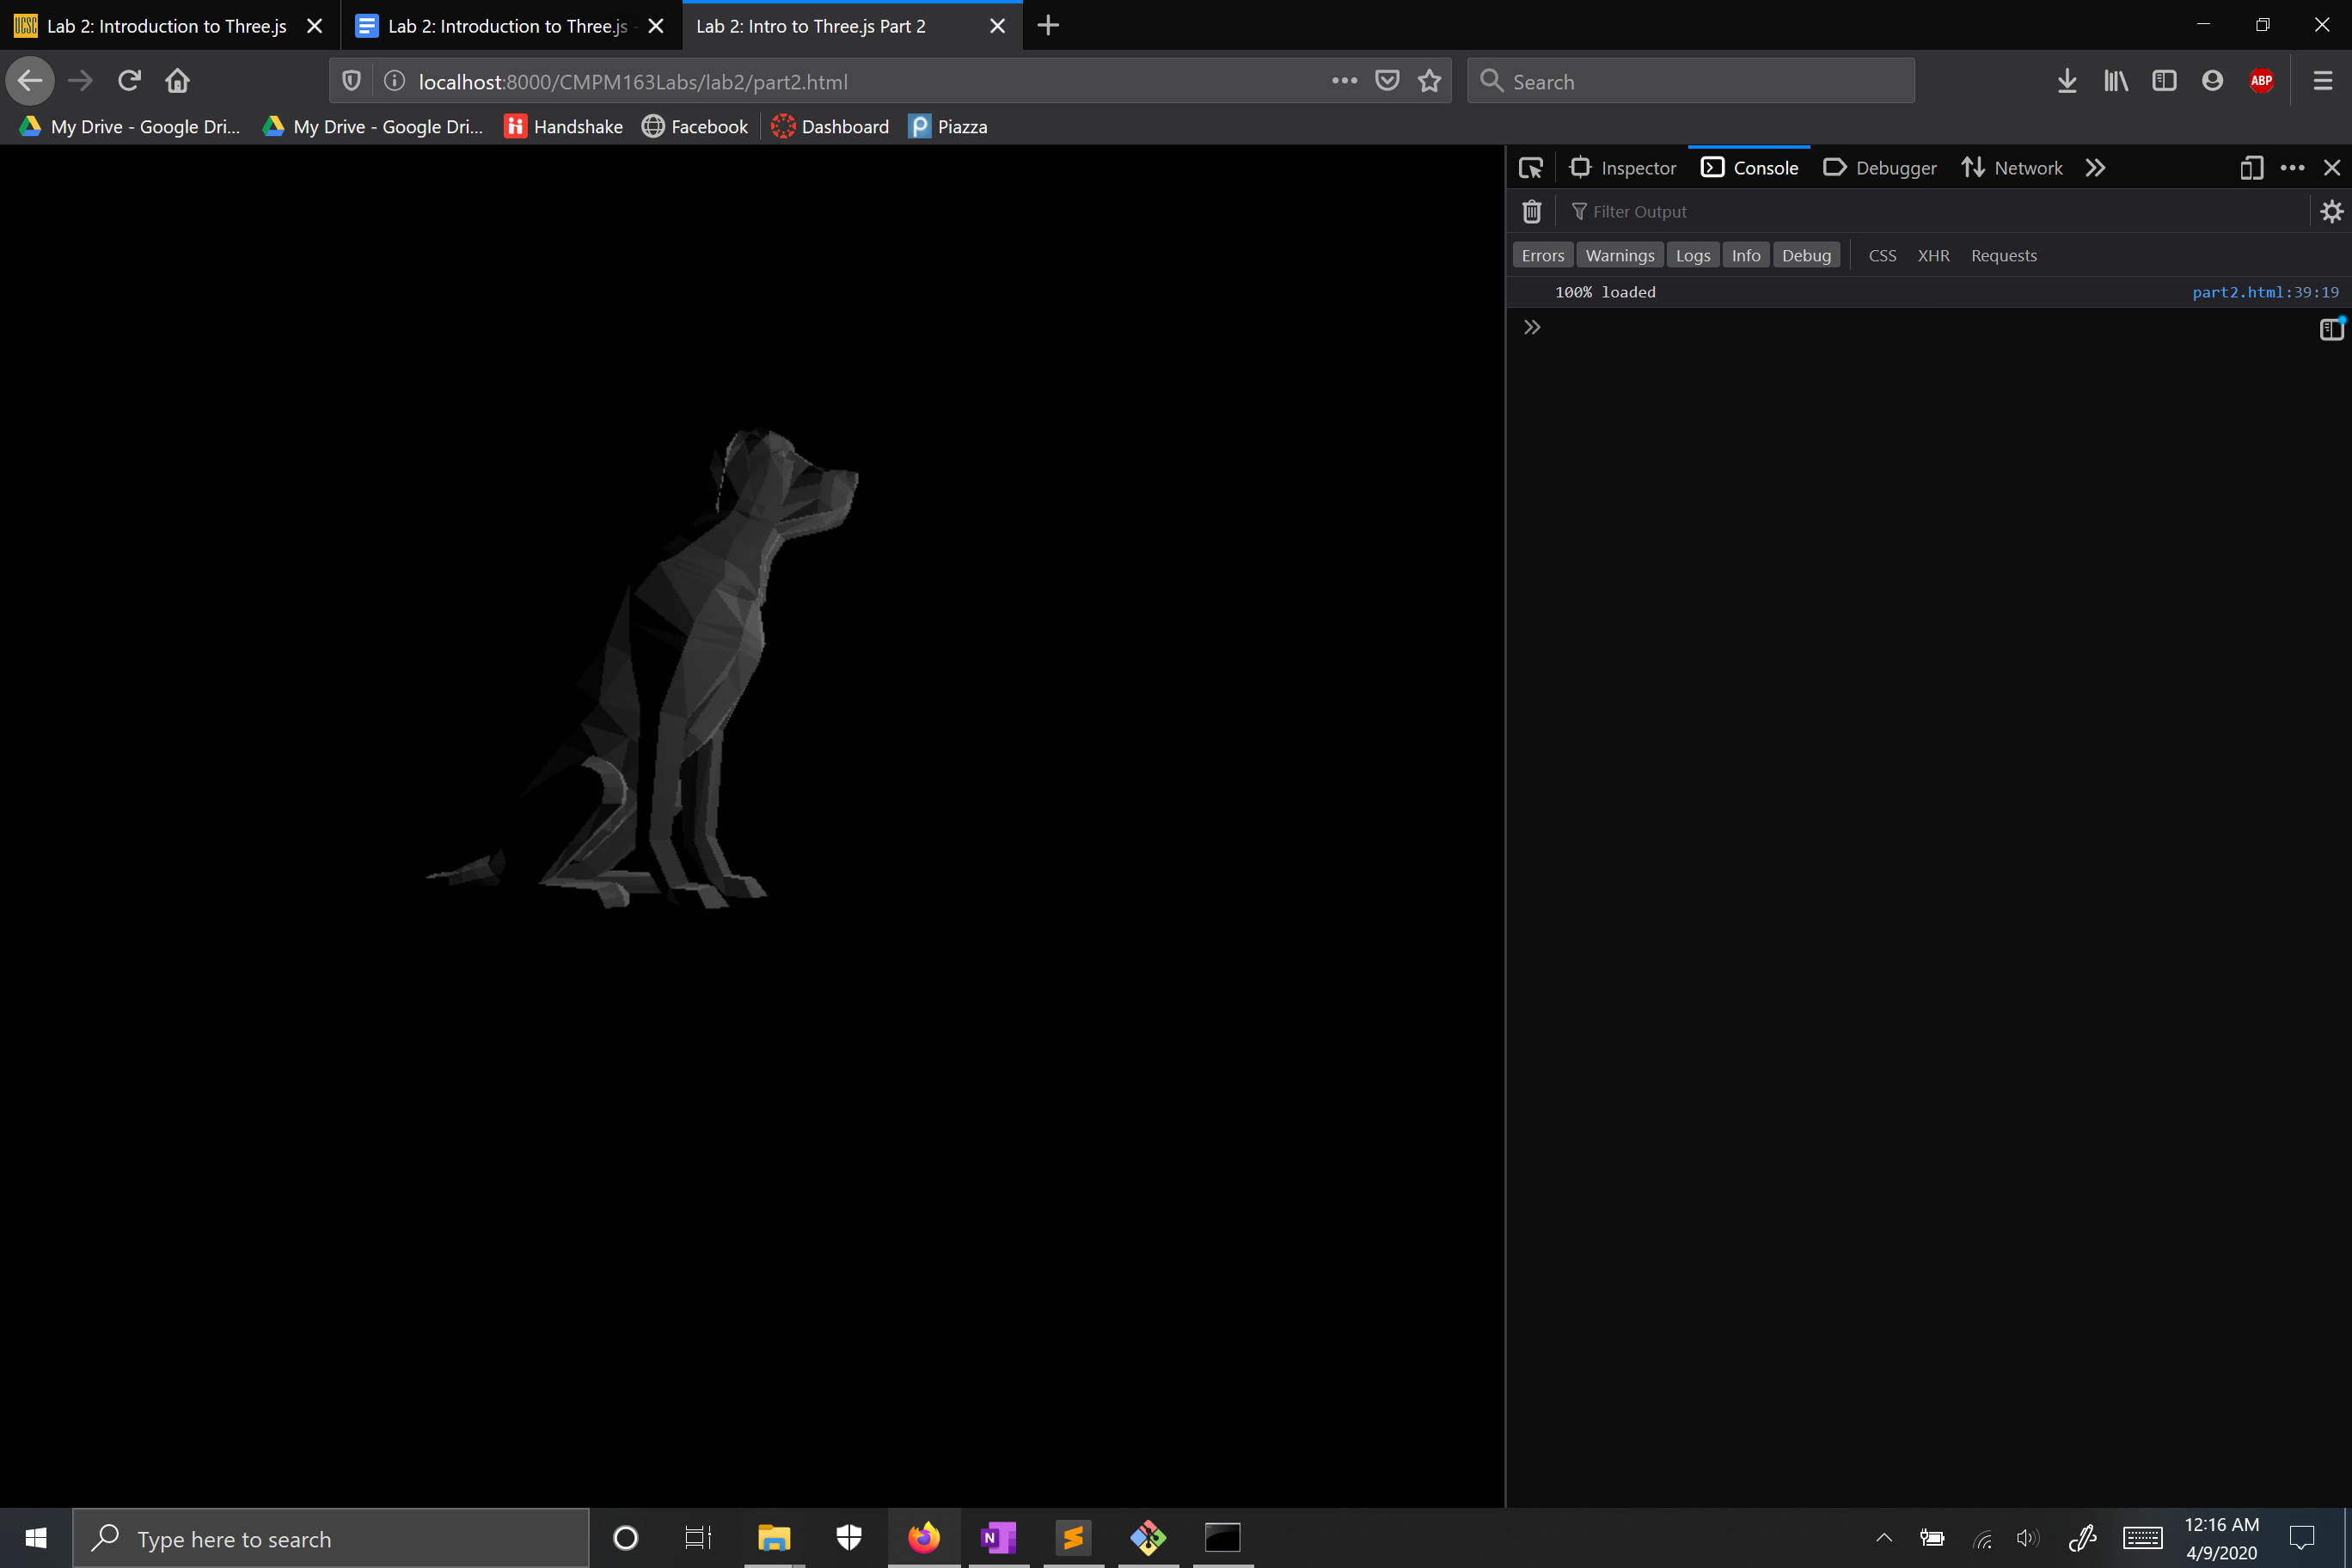 UCSC Lab 2: Introduction to Three.js
Lab 2: Introduction to Three.js -
Lab 2: Intro to Three.js Part 2
localhost:8000/CMPM163Labs/lab2/part2.html
Search
ABP
My Drive - Google Dri...
My Drive - Google Dri...
Handshake
Facebook
Dashboard
Piazza
Inspector
Console
Debugger
Network
Filter Output
Errors
Warnings
Logs
Info
Debug
CSS
XHR
Requests
100% loaded
part2.html:39:19
Type here to search
N
12:16 AM
4/9/2020